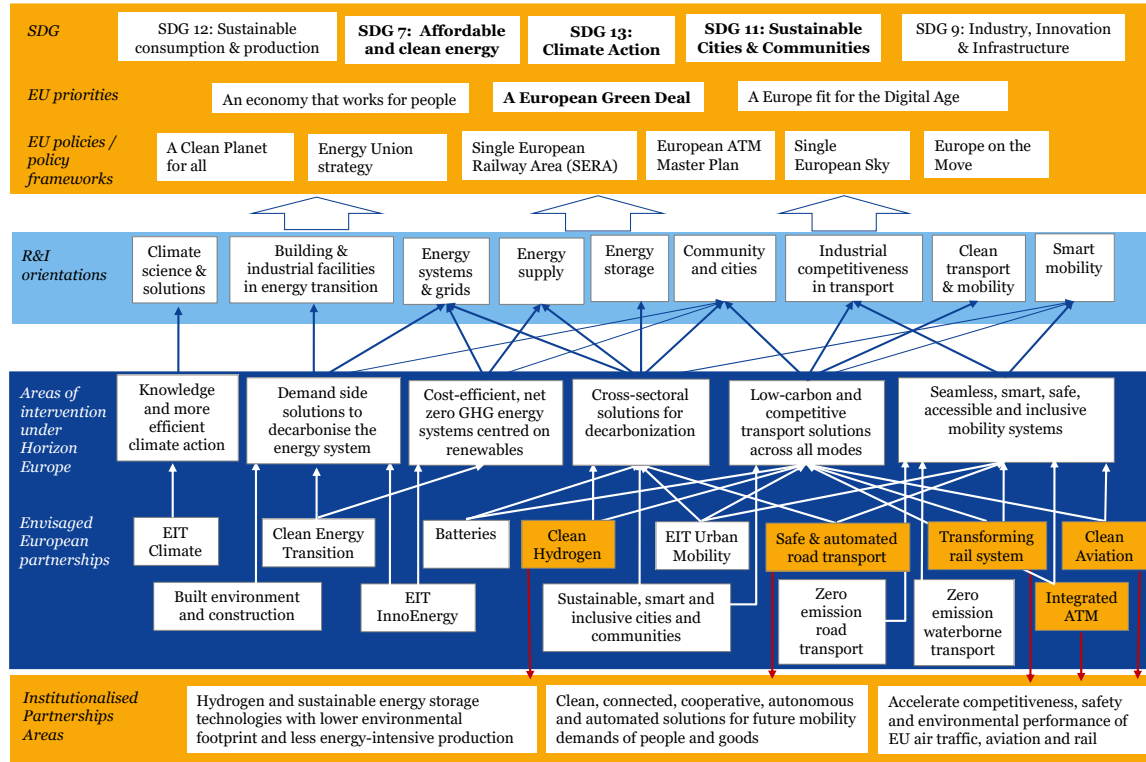 SDG
SDG 12: Sustainable
consumption & production
SDG 7: Affordable
and clean energy
SDG 13:
Climate Action
SDG 11: Sustainable
Cities & Communities
SDG 9: Industry, Innovation
& Infrastructure
EU priorities
An economy that works for people
A European Green Deal
A Europe fit for the Digital Age
EU policies /
policy
frameworks
A Clean Planet
for all
Energy Union
strategy
Single European
Railway Area (SERA)
European ATM
Master Plan
Single
European Sky
Europe on the
Move
R&I
orientations
Climate
science &
solutions
Building &
industrial facilities
in energy transition
Energy
systems
& grids
Energy
supply
Energy
storage
Community
and cities
Industrial
competitiveness
in transport
Clean
transport
& mobility
Smart
mobility
Areas of
intervention
under
Horizon
Europe
Knowledge
and more
efficient
climate action
Demand side
solutions to
decarbonise the
energy system
Cost-efficient, net
zero GHG energy
systems centred on
renewables
Cross-sectoral
solutions for
decarbonization
Low-carbon and
competitive
transport solutions
across all modes
Seamless, smart, safe,
accessible and inclusive
mobility systems
Envisaged
European
partnerships
EIT
Climate
Clean Energy
Transition
Batteries
Clean
Hydrogen
EIT Urban
Mobility
Safe & automated
road transport
Transforming
rail system
Clean
Aviation
Built environment
and construction
EIT
InnoEnergy
Sustainable, smart and
inclusive cities and
communities
Zero
emission
road
transport
Zero
emission
waterborne
transport
Integrated
ATM
Institutionalised
Partnerships
Areas
Hydrogen and sustainable energy storage
technologies with lower environmental
footprint and less energy-intensive production
Clean, connected, cooperative, autonomous
and automated solutions for future mobility
demands of people and goods
Accelerate competitiveness, safety
and environmental performance of
EU air traffic, aviation and rail